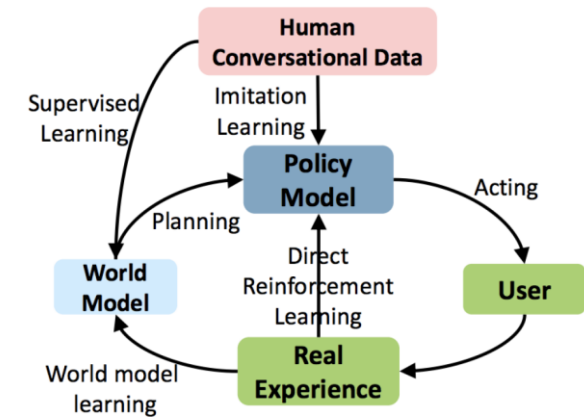 Human
Conversational Data
Supervised
Learning
Imitation
Learning
Policy
Model
Acting
Planning
Direct
Reinforcement
Learning
World
Model
User
Real
Experience
World model
learning